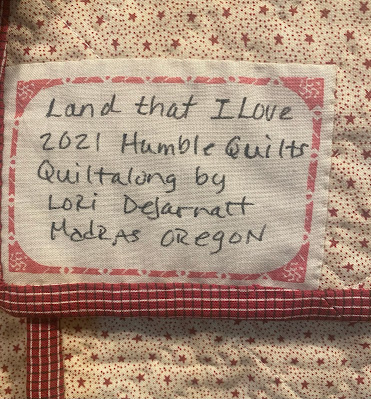 Land that I Love
2021 Humble Quilts
Quiltalong by
LoRi DeJarnatt
MadRAS OREgON